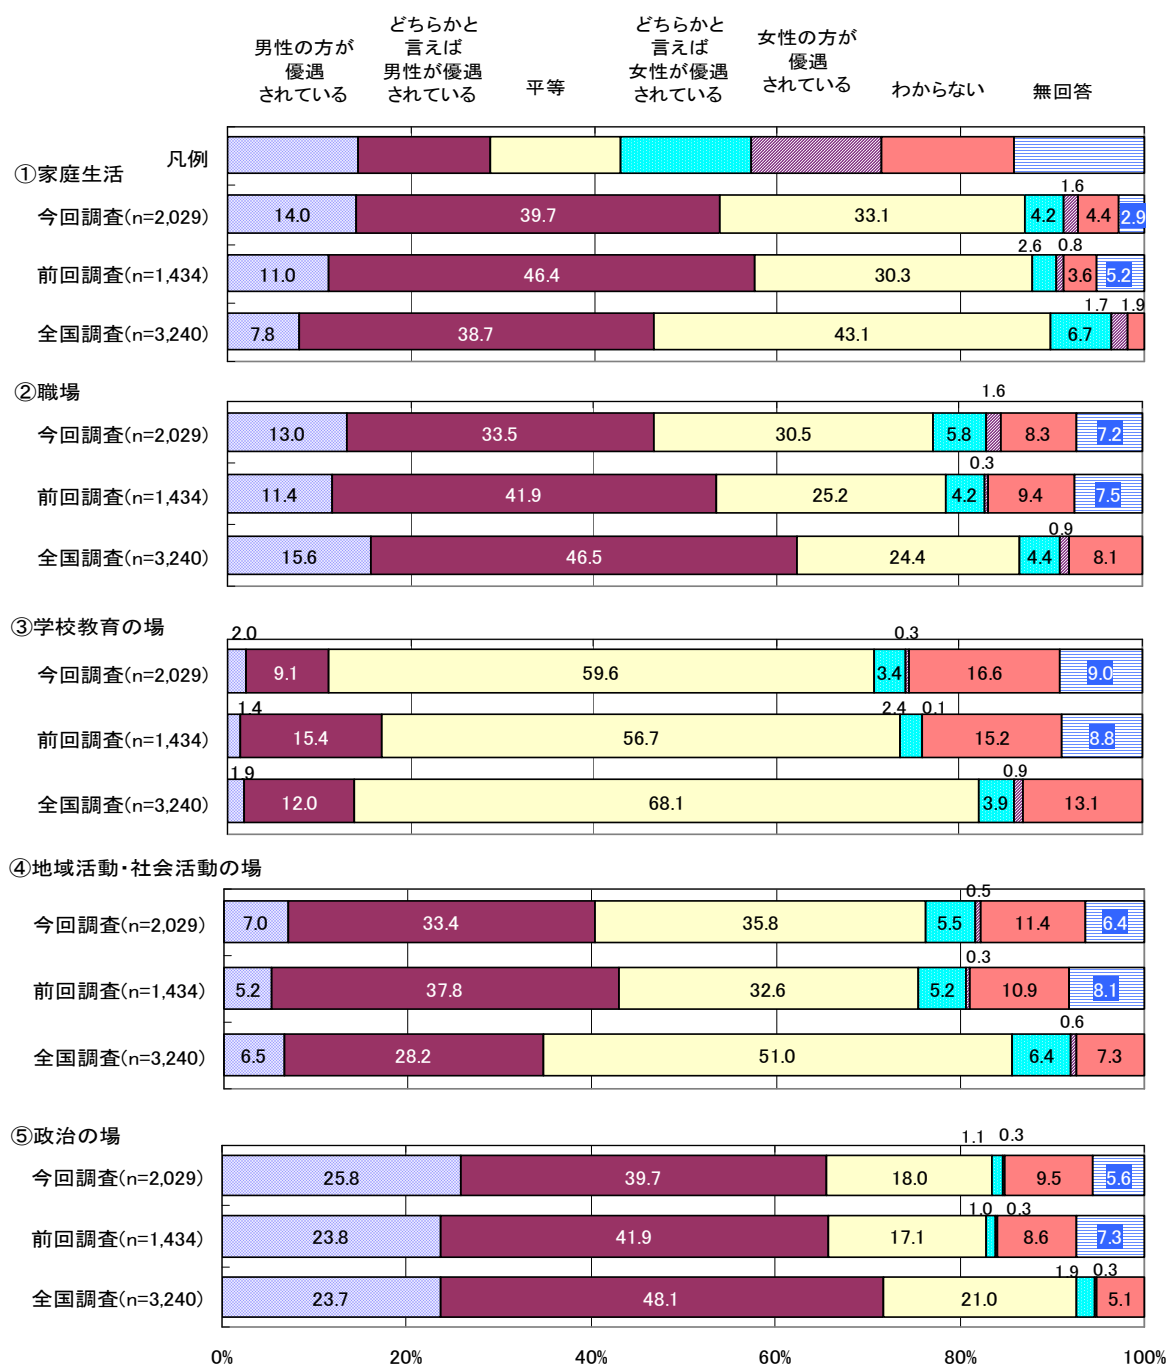 男性の方が
優遇
されている
どちらかと
言えば
男性が優遇
されている
平等
どちらかと
言えば
女性が優遇
されている
女性の方が
優遇
されている
わからない
無回答
凡例
①家庭生活
1.6
今回調査(n=2,029) 14.0 39.7 33.1 4.2 4.4 2.9
2.6 0.8
前回調査(n=1,434) 11.0 46.4 30.3 3.6 5.2
1.7 1.9
全国調査(n=3,240) 7.8 38.7 43.1 6.7
②職場
1.6
今回調査(n=2,029) 13.0 33.5 30.5 5.8 8.3 7.2
0.3
前回調査(n=1,434) 11.4 41.9 25.2 4.2 9.4 7.5
0.9
全国調査(n=3,240) 15.6 46.5 24.4 4.4 8.1
③学校教育の場
2.0 0.3
今回調査(n=2,029) 9.1 59.6 3.4 16.6 9.0
1.4 2.4 0.1
前回調査(n=1,434) 15.4 56.7 15.2 8.8
1.9 0.9
全国調査(n=3,240) 12.0 68.1 3.9 13.1
④地域活動・社会活動の場
0.5
今回調査(n=2,029) 7.0 33.4 35.8 5.5 11.4 6.4
0.3
前回調査(n=1,434) 5.2 37.8 32.6 5.2 10.9 8.1
0.6
全国調査(n=3,240) 6.5 28.2 51.0 6.4 7.3
⑤政治の場
1.1 0.3
今回調査(n=2,029) 25.8 39.7 18.0 9.5 5.6
1.0 0.3
前回調査(n=1,434) 23.8 41.9 17.1 8.6 7.3
1.9 0.3
全国調査(n=3,240) 23.7 48.1 21.0 5.1
0% 20% 40% 60% 80% 100%